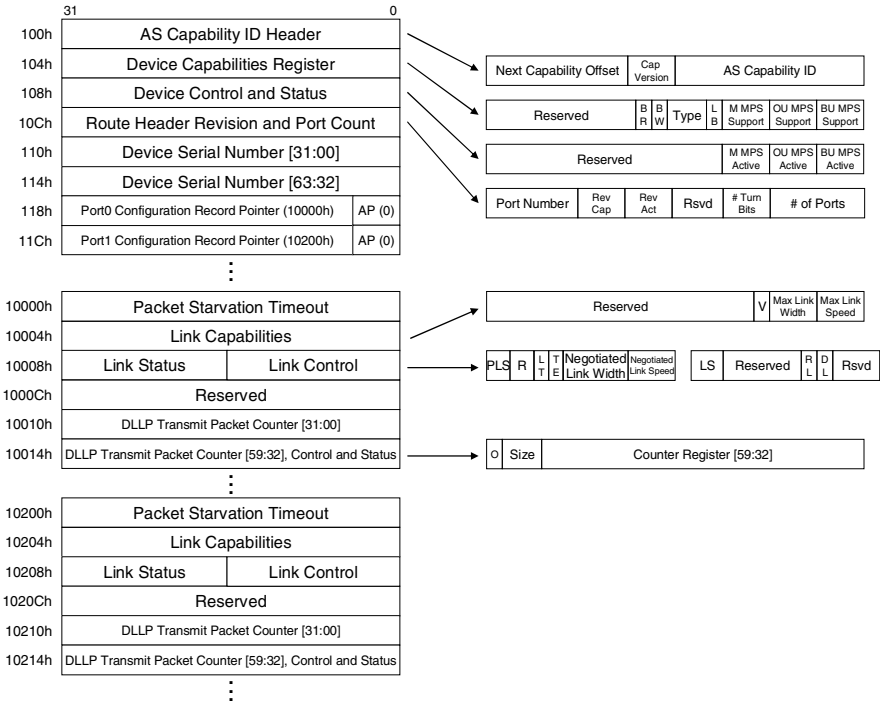 31 0
100h AS Capability ID Header
104h Device Capabilities Register
108h Device Control and Status
10Ch Route Header Revision and Port Count
110h Device Serial Number [31:00]
114h Device Serial Number [63:32]
118h Port0 Configuration Record Pointer (10000h) AP (0)
11Ch Port1 Configuration Record Pointer (10200h) AP (0)
Next Capability Offset Cap Version AS Capability ID
Reserved BR BW Type LB M MPS Support OU MPS Support BU MPS Support
Reserved M MPS Active OU MPS Active BU MPS Active
Port Number Rev Cap Rev Act Rsvd # Turn Bits # of Ports
10000h Packet Starvation Timeout
10004h Link Capabilities
10008h Link Status Link Control
1000Ch Reserved
10010h DLLP Transmit Packet Counter [31:00]
10014h DLLP Transmit Packet Counter [59:32], Control and Status
Reserved V Max Link Width Max Link Speed
PLS R LT TE Negotiated Link Width Negotiated Link Speed LS Reserved RL DL Rsvd
O Size Counter Register [59:32]
10200h Packet Starvation Timeout
10204h Link Capabilities
10208h Link Status Link Control
1020Ch Reserved
10210h DLLP Transmit Packet Counter [31:00]
10214h DLLP Transmit Packet Counter [59:32], Control and Status